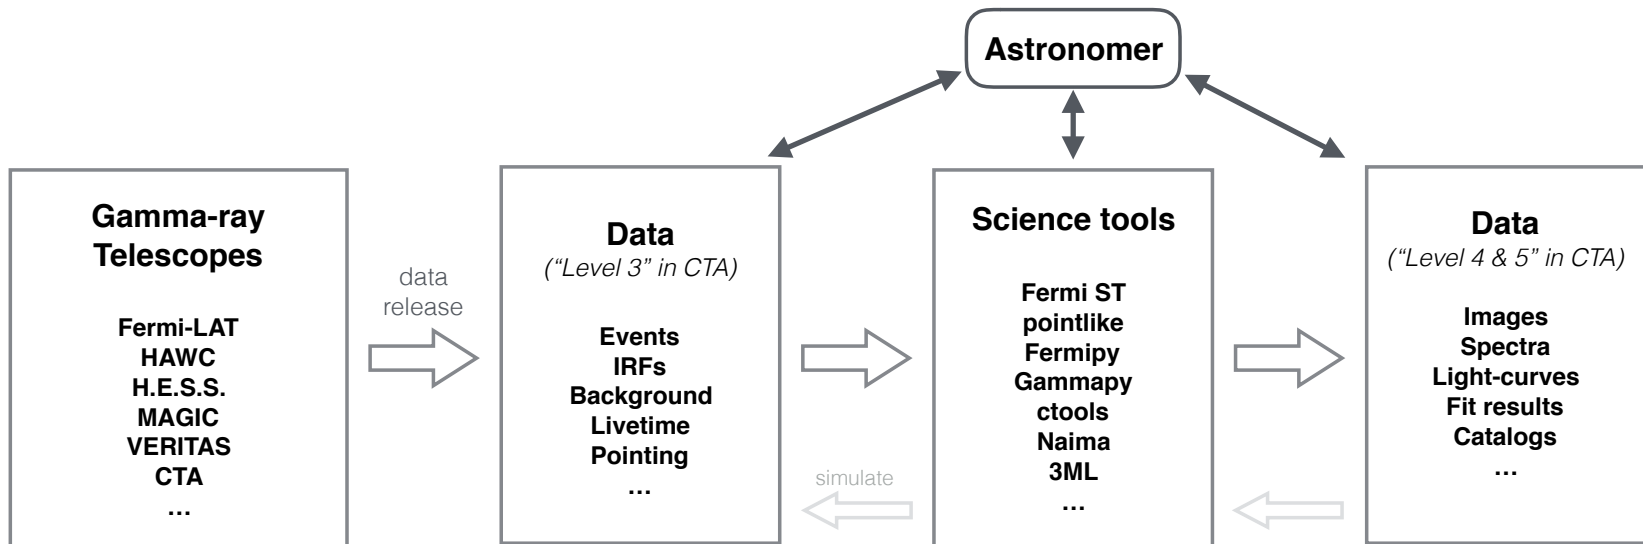 Astronomer
Gamma-ray
Telescopes
Fermi-LAT
HAWC
H.E.S.S.
MAGIC
VERITAS
CTA
…
data
release
Data
(“Level 3” in CTA)
Events
IRFs
Background
Livetime
Pointing
…
simulate
Science tools
Fermi ST
pointlike
Fermipy
Gammapy
ctools
Naima
3ML
…
Data
(“Level 4 & 5” in CTA)
Images
Spectra
Light-curves
Fit results
Catalogs
…